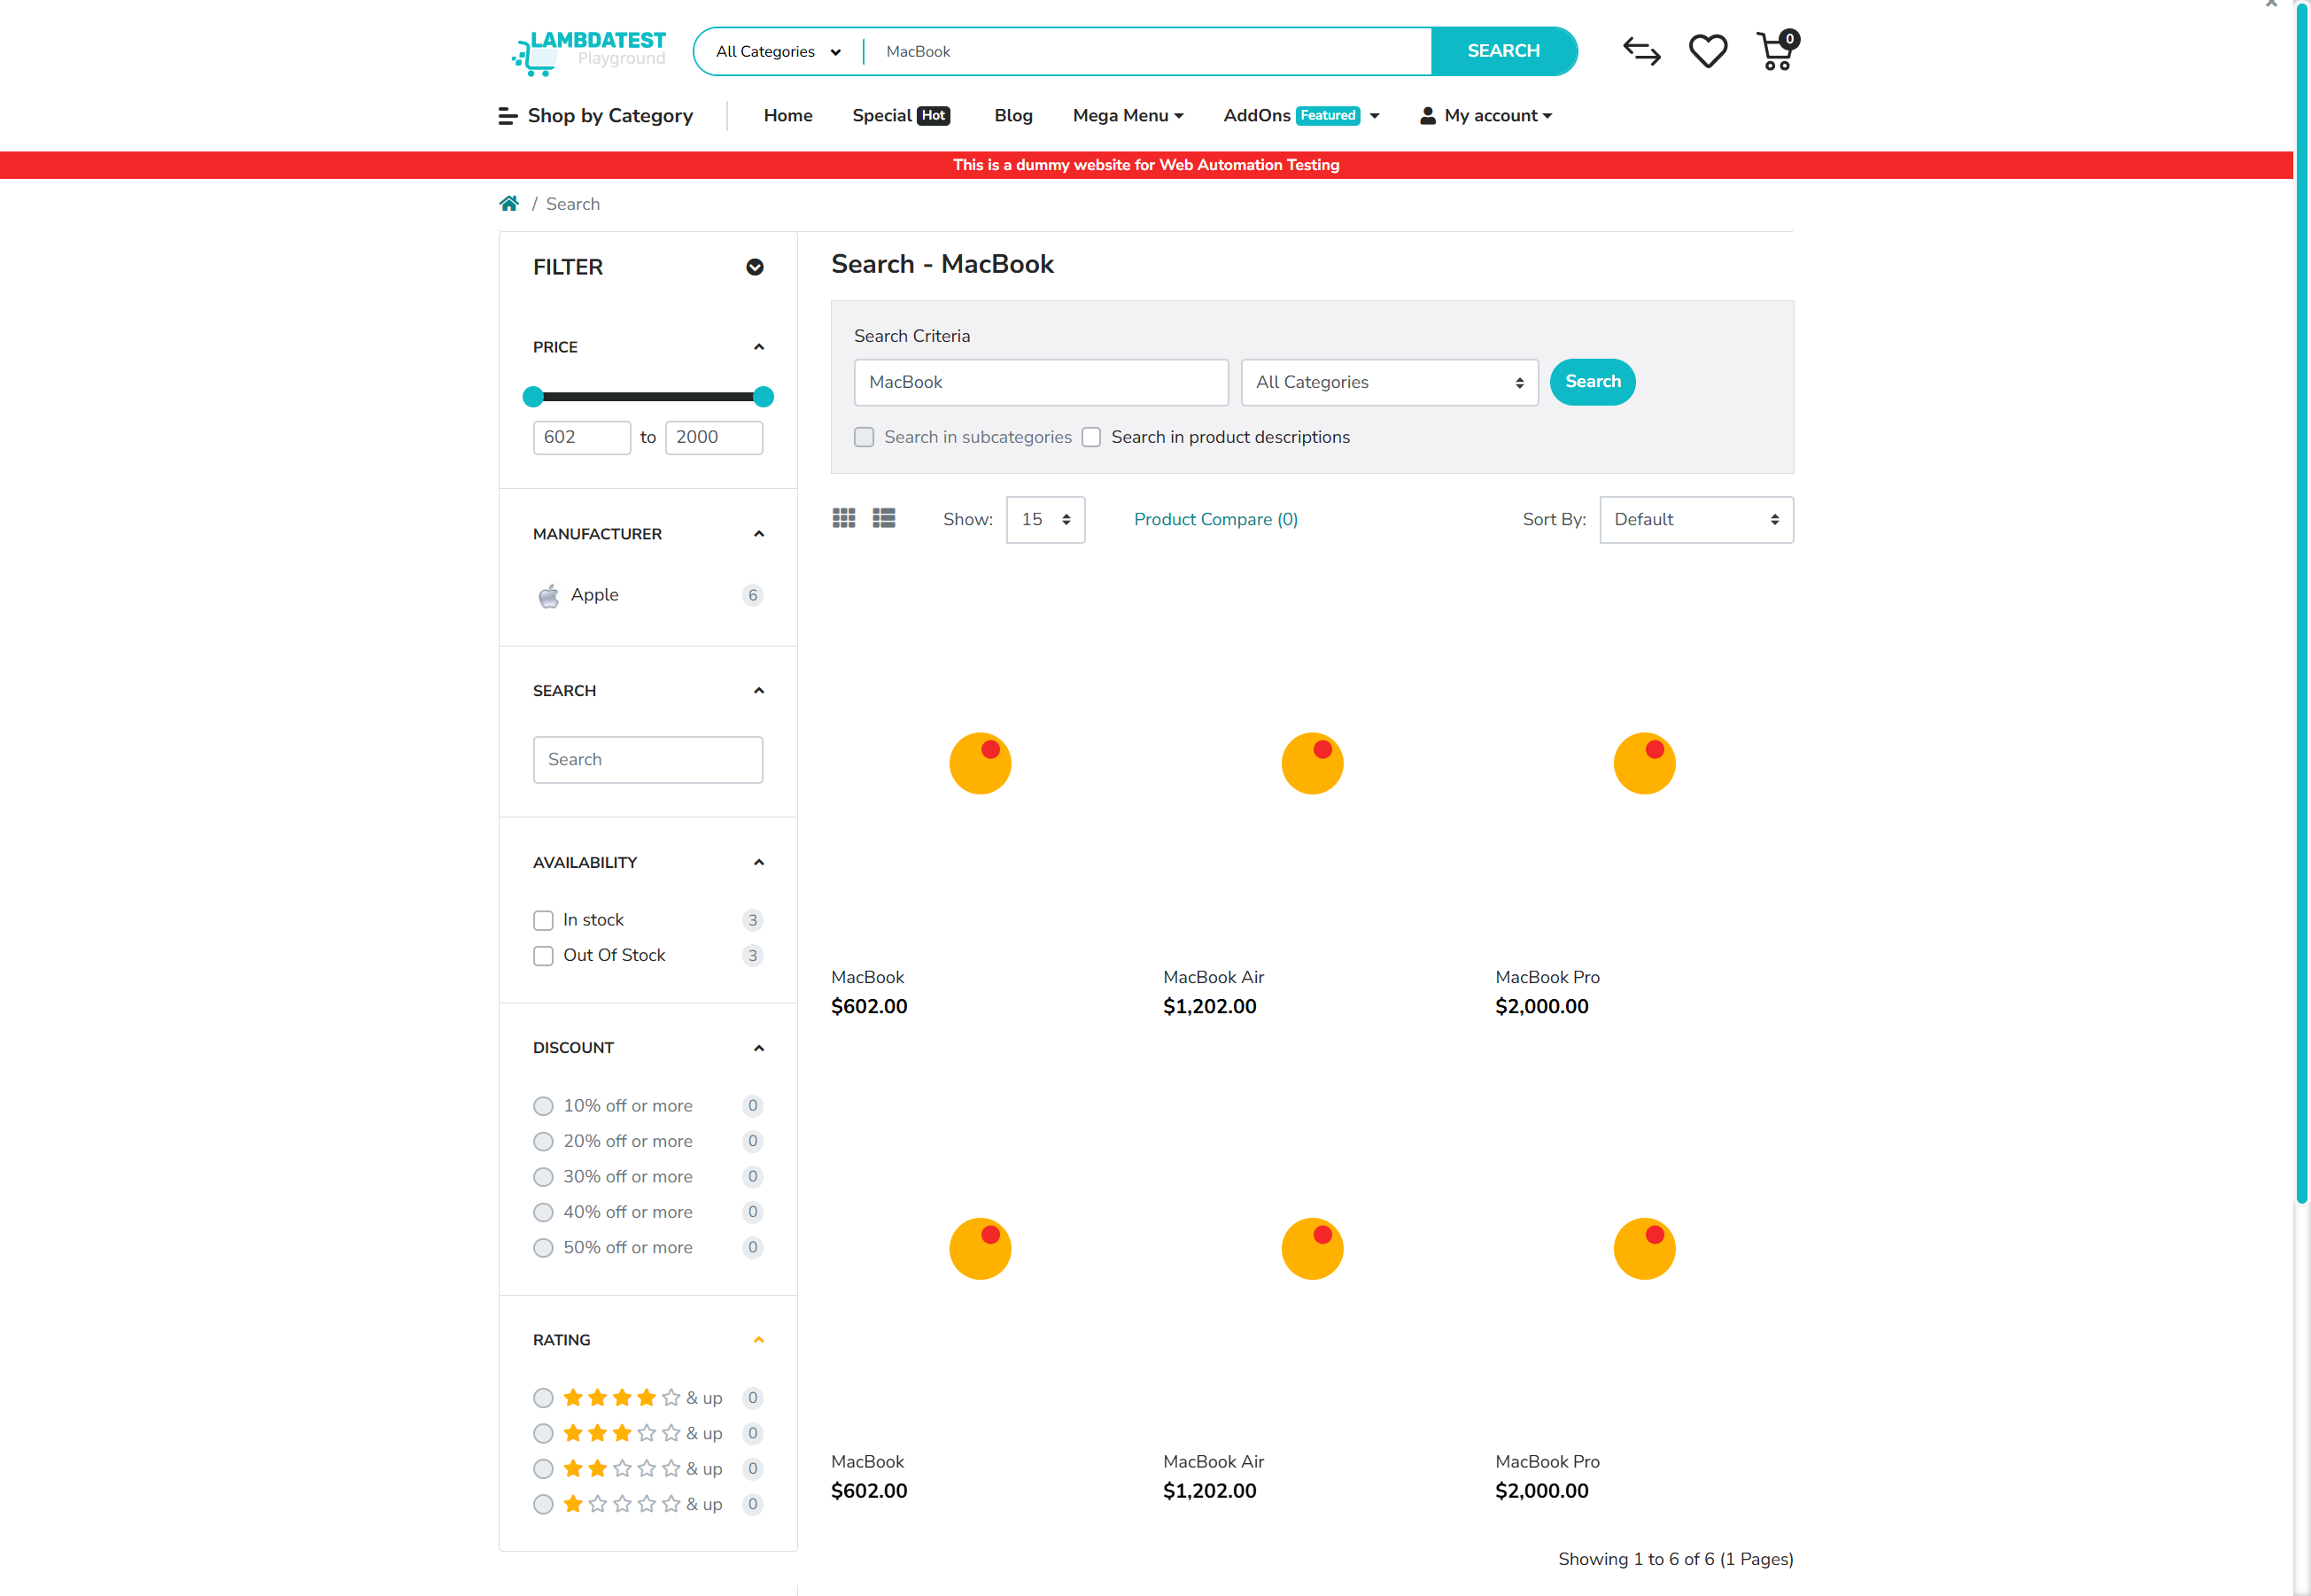 LAMBDATEST
Playground
All Categories MacBook SEARCH 0
Shop by Category Home Special Hot Blog Mega Menu AddOns Featured My account
This is a dummy website for Web Automation Testing
/ Search
FILTER
PRICE
602 to 2000
MANUFACTURER
Apple 6
SEARCH
Search
AVAILABILITY
In stock 3
Out Of Stock 3
DISCOUNT
10% off or more 0
20% off or more 0
30% off or more 0
40% off or more 0
50% off or more 0
RATING
& up 0
& up 0
& up 0
& up 0
Search - MacBook
Search Criteria
MacBook All Categories Search
Search in subcategories Search in product descriptions
Show: 15 Product Compare (0) Sort By: Default
MacBook
$602.00
MacBook Air
$1,202.00
MacBook Pro
$2,000.00
MacBook
$602.00
MacBook Air
$1,202.00
MacBook Pro
$2,000.00
Showing 1 to 6 of 6 (1 Pages)